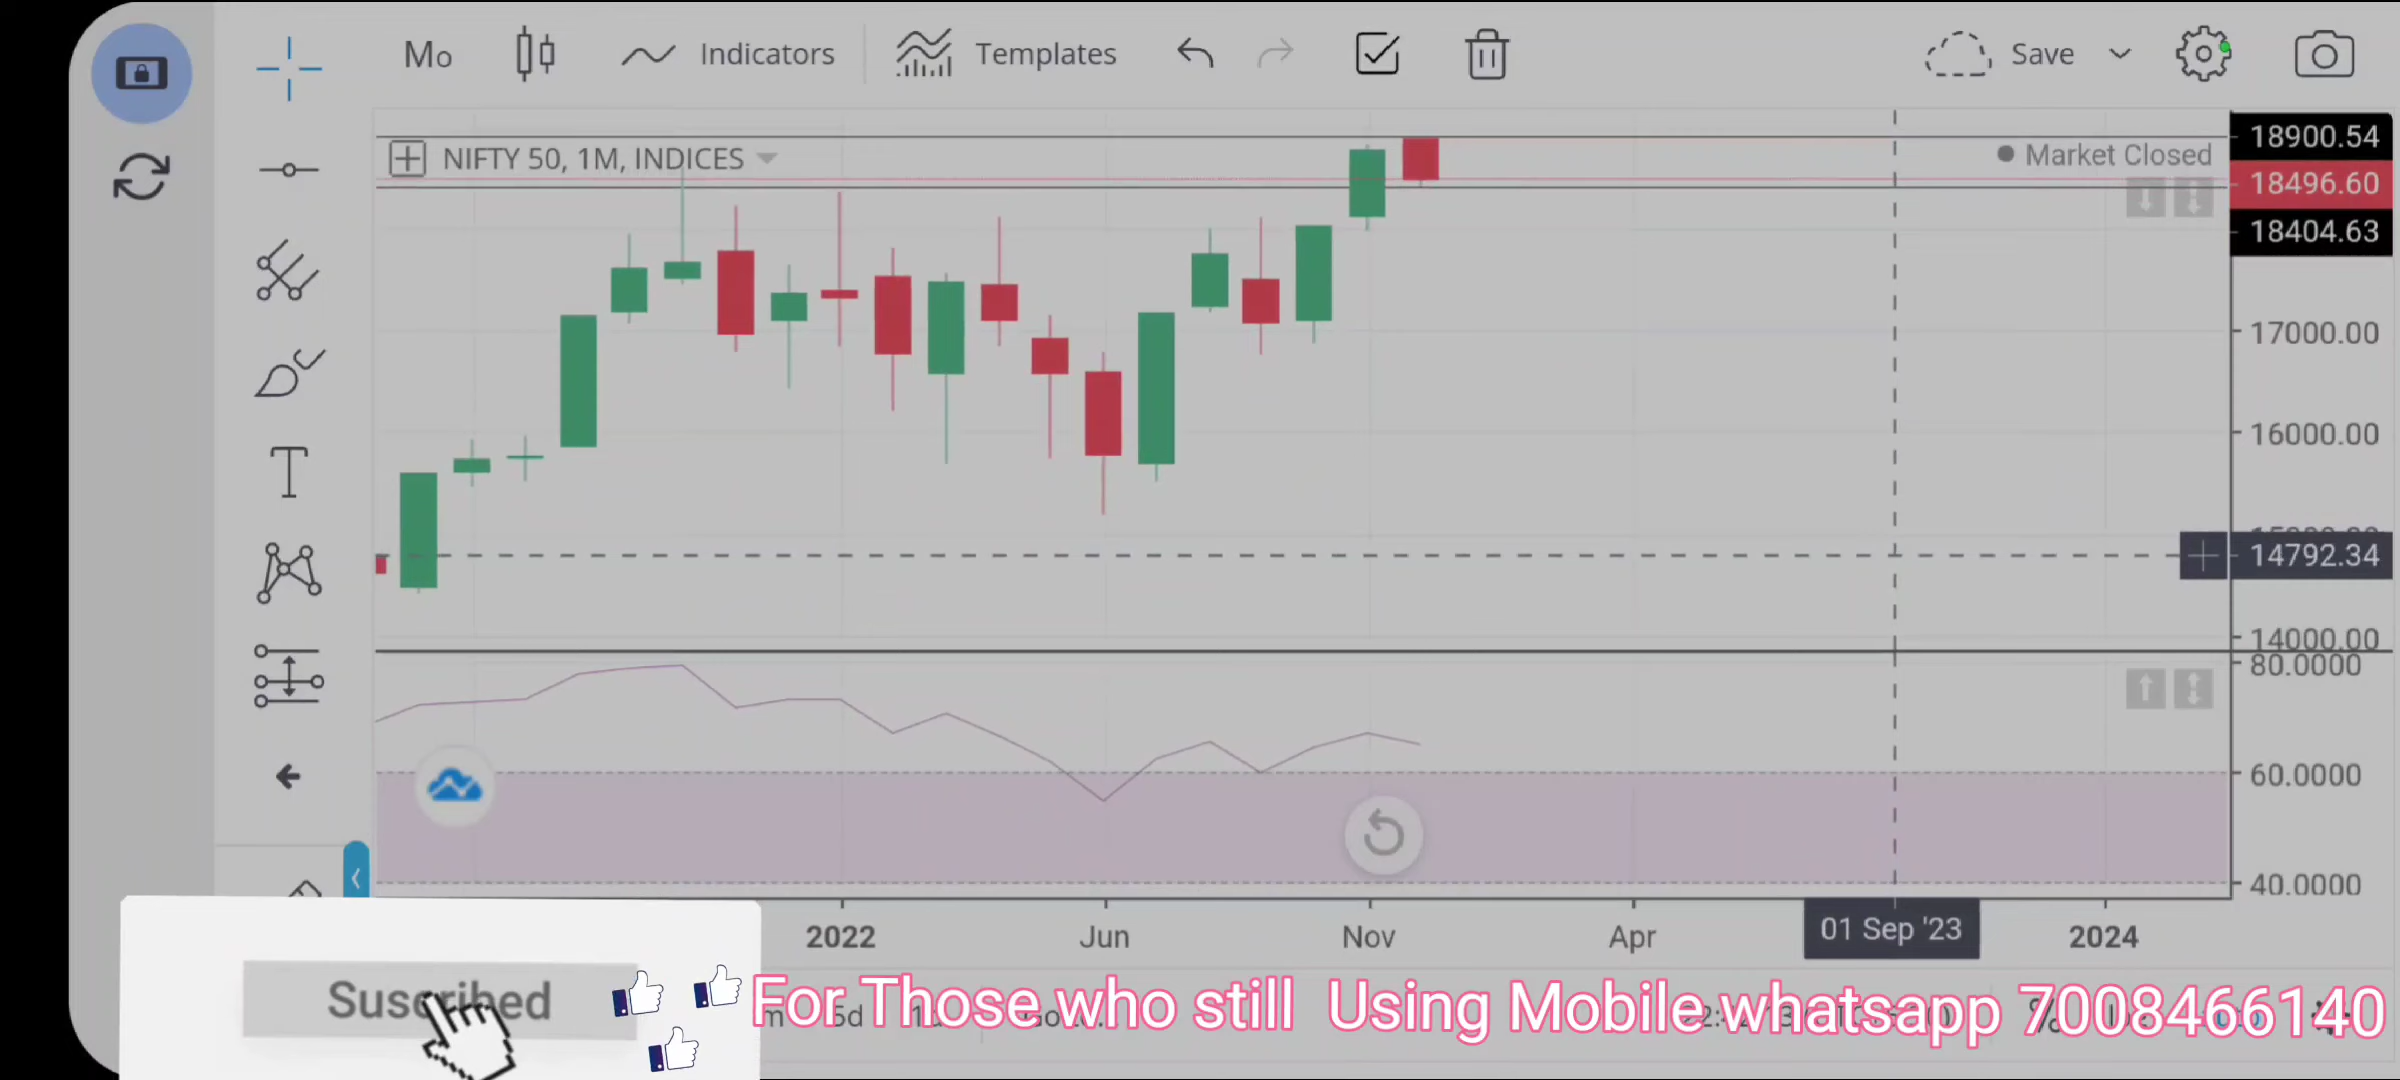 Mo Indicators Templates Save
NIFTY 50, 1M, INDICES
Market Closed
18900.54
18496.60
18404.63
17000.00
16000.00
14792.34
14000.00
80.0000
60.0000
40.0000
2022 Jun Nov Apr 01 Sep '23 2024
Suscribed
For Those who still Using Mobile whatsapp 7008466140
5d